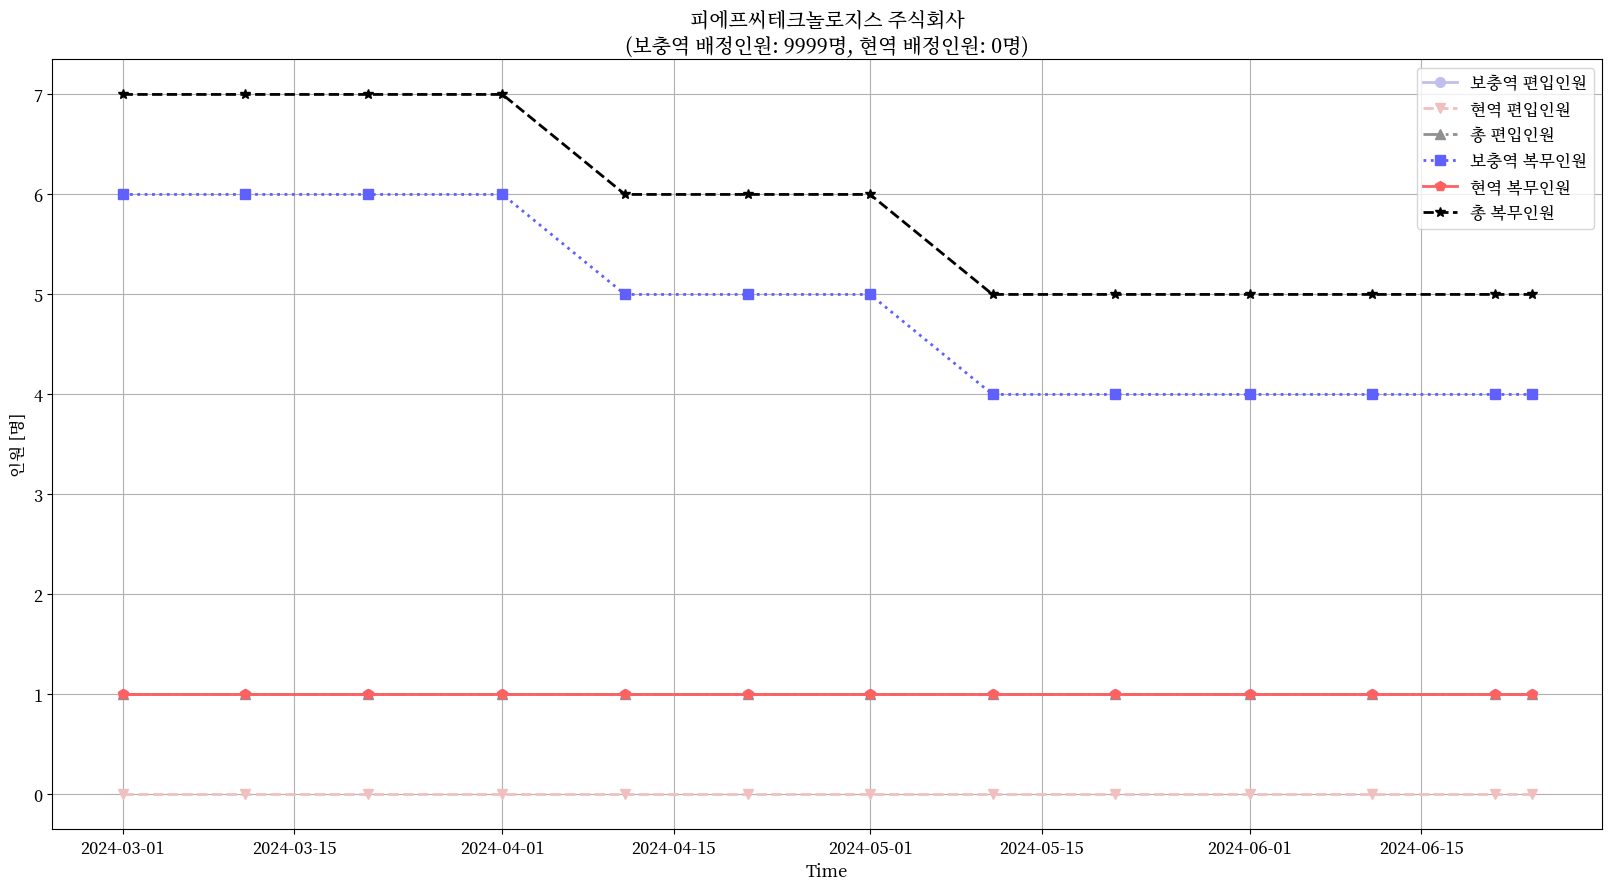 피에프씨테크놀로지스 주식회사
(보충역 배정인원: 9999명, 현역 배정인원: 0명)
보충역 편입인원
현역 편입인원
총 편입인원
보충역 복무인원
현역 복무인원
총 복무인원
인원 [명]
7
6
5
4
3
2
1
0
2024-03-01
2024-03-15
2024-04-01
2024-04-15
2024-05-01
2024-05-15
2024-06-01
2024-06-15
Time